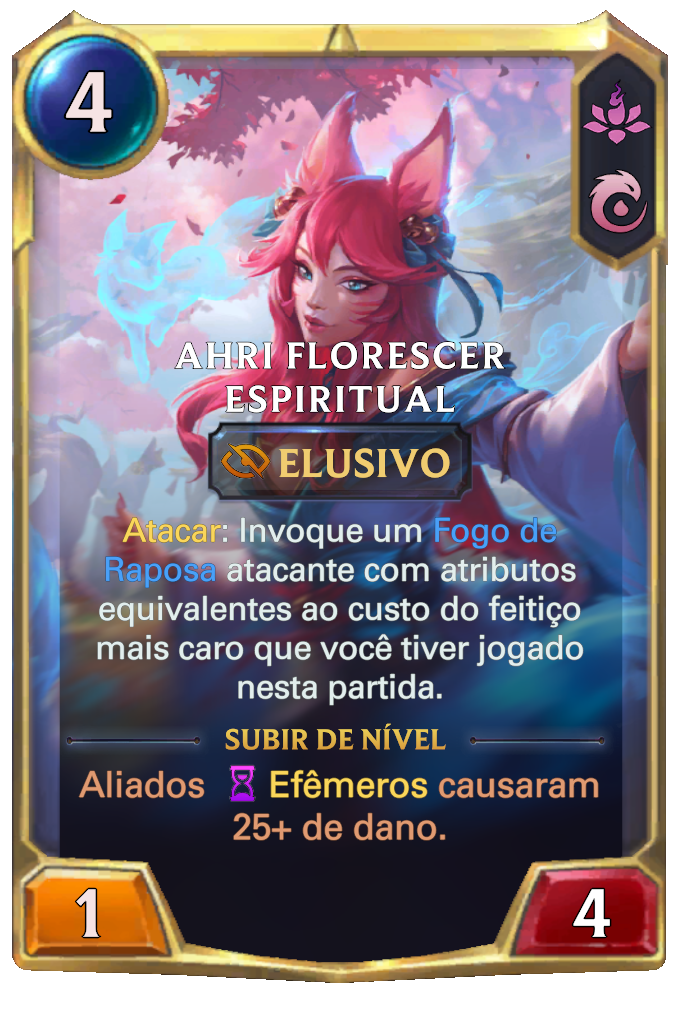 4
AHRI FLORESCER
ESPIRITUAL
ELUSIVO
Atacar: Invoque um Fogo de
Raposa atacante com atributos
equivalentes ao custo do feitiço
mais caro que você tiver jogado
nesta partida.
SUBIR DE NÍVEL
Aliados Efêmeros causaram
25+ de dano.
1
4